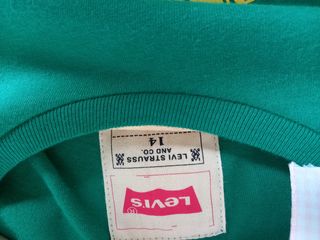 Levi's
®
LEVI STRAUSS
AND CO.
14